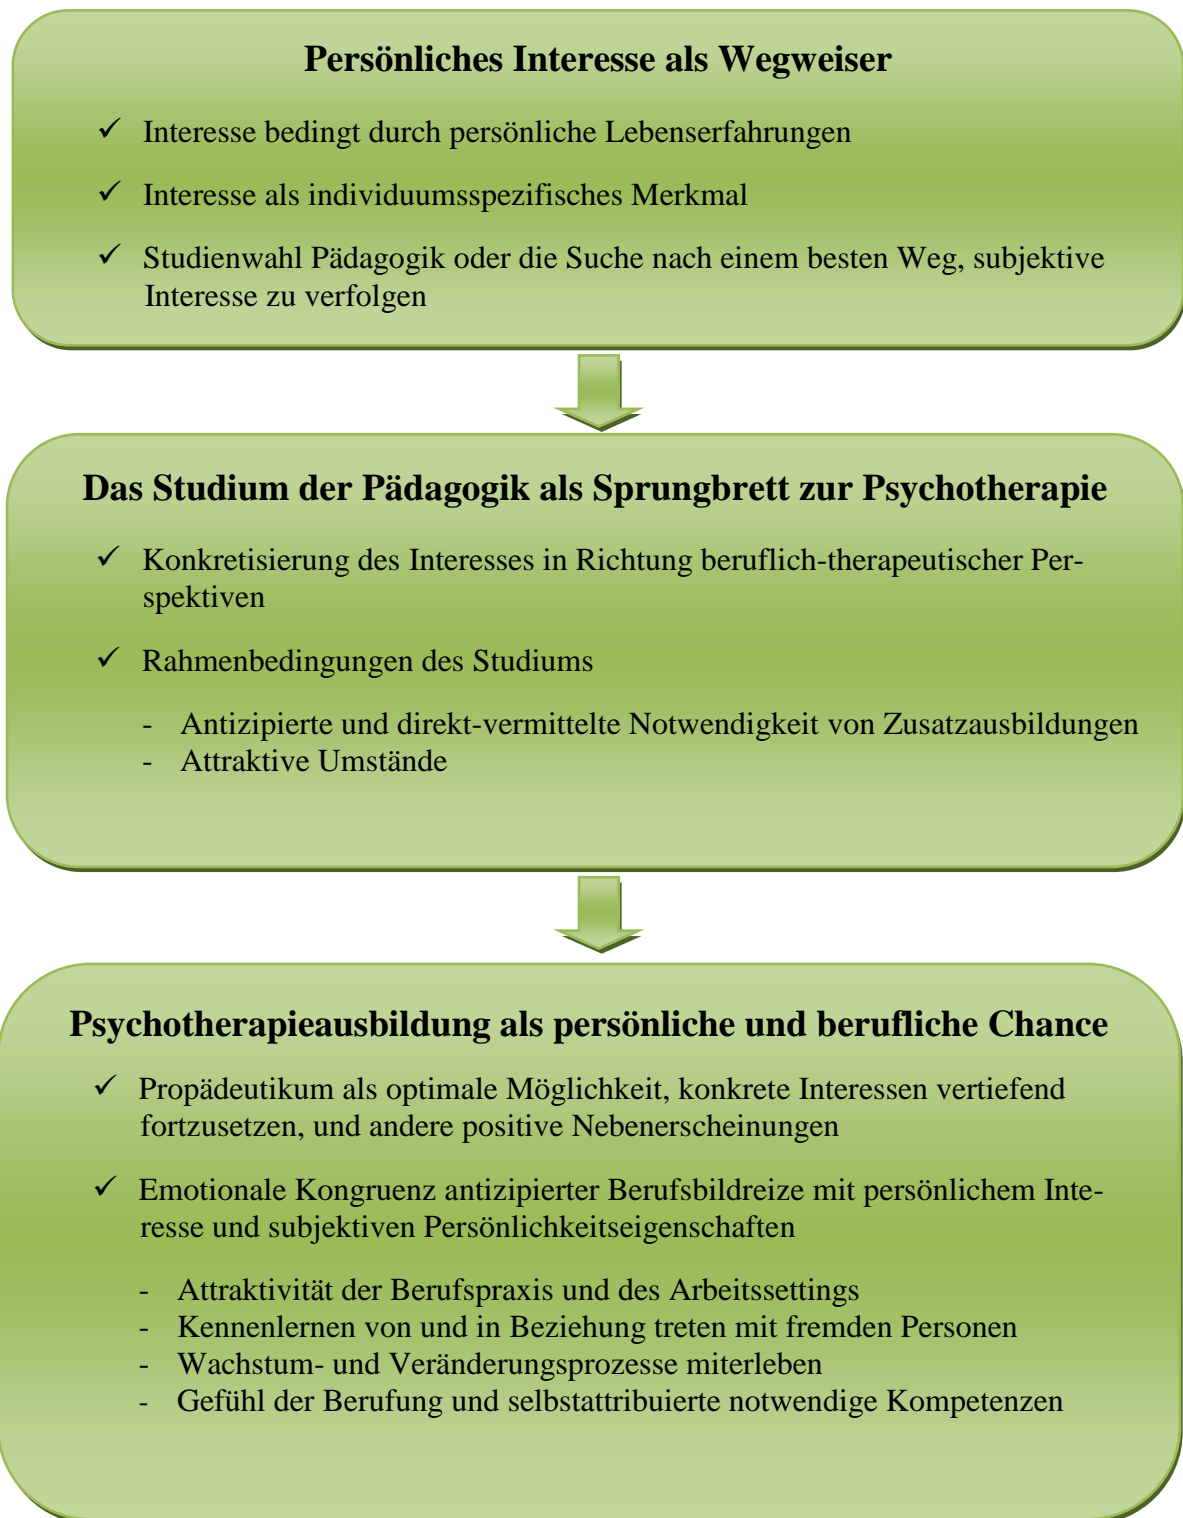 Persönliches Interesse als Wegweiser
✓ Interesse bedingt durch persönliche Lebenserfahrungen
✓ Interesse als individuumsspezifisches Merkmal
✓ Studienwahl Pädagogik oder die Suche nach einem besten Weg, subjektive
Interesse zu verfolgen
Das Studium der Pädagogik als Sprungbrett zur Psychotherapie
✓ Konkretisierung des Interesses in Richtung beruflich-therapeutischer Per-
spektiven
✓ Rahmenbedingungen des Studiums
- Antizipierte und direkt-vermittelte Notwendigkeit von Zusatzausbildungen
- Attraktive Umstände
Psychotherapieausbildung als persönliche und berufliche Chance
✓ Propädeutikum als optimale Möglichkeit, konkrete Interessen vertiefend
fortzusetzen, und andere positive Nebenerscheinungen
✓ Emotionale Kongruenz antizipierter Berufsbildreize mit persönlichem Inte-
resse und subjektiven Persönlichkeitseigenschaften
- Attraktivität der Berufspraxis und des Arbeitssettings
- Kennenlernen von und in Beziehung treten mit fremden Personen
- Wachstum- und Veränderungsprozesse miterleben
- Gefühl der Berufung und selbstattribuierte notwendige Kompetenzen